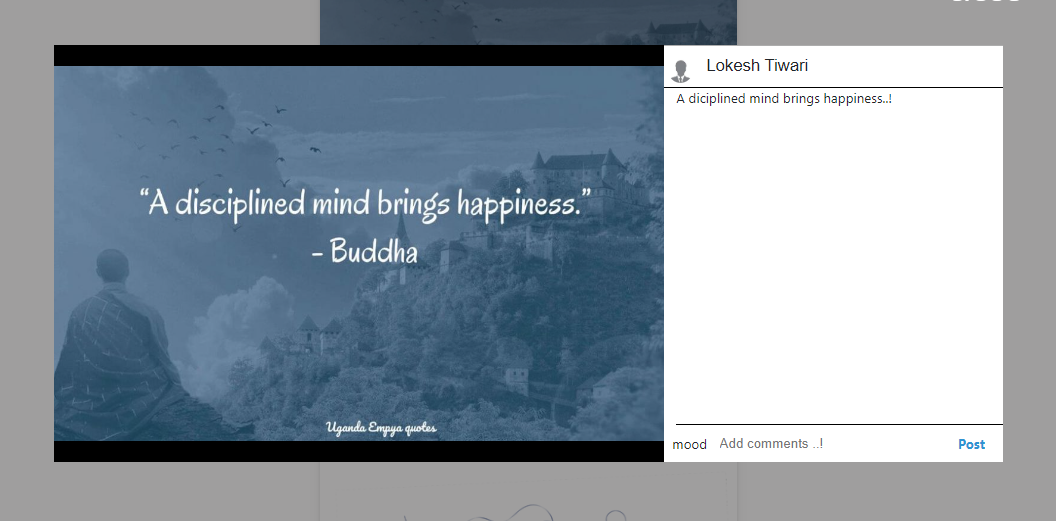 Lokesh Tiwari
A diciplined mind brings happiness..!
“A disciplined mind brings happiness.”
– Buddha
Uganda Empya quotes
mood Add comments ..! Post